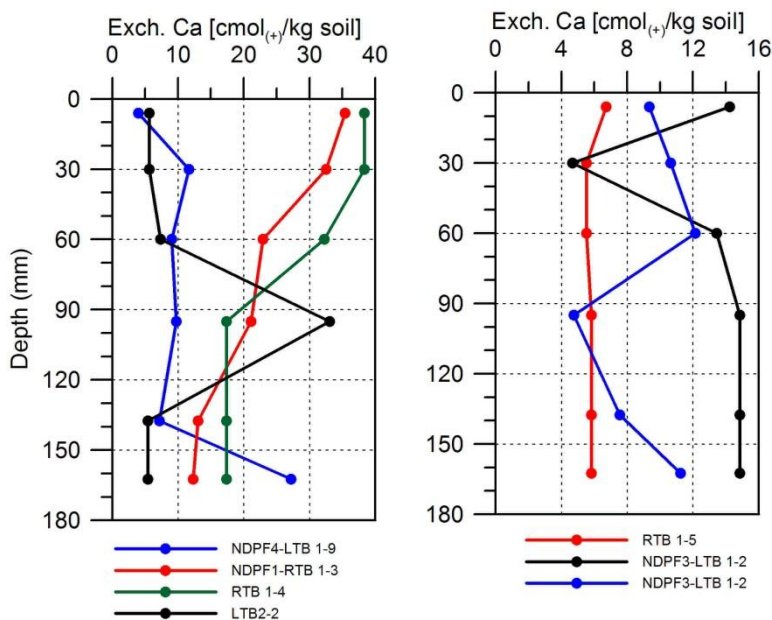 Exch. Ca [cmol(+)/kg soil]
0 10 20 30 40
0
30
60
90
120
150
180
Depth (mm)
NDPF4-LTB 1-9
NDPF1-RTB 1-3
RTB 1-4
LTB2-2
Exch. Ca [cmol(+)/kg soil]
0 4 8 12 16
0
30
60
90
120
150
180
RTB 1-5
NDPF3-LTB 1-2
NDPF3-LTB 1-2